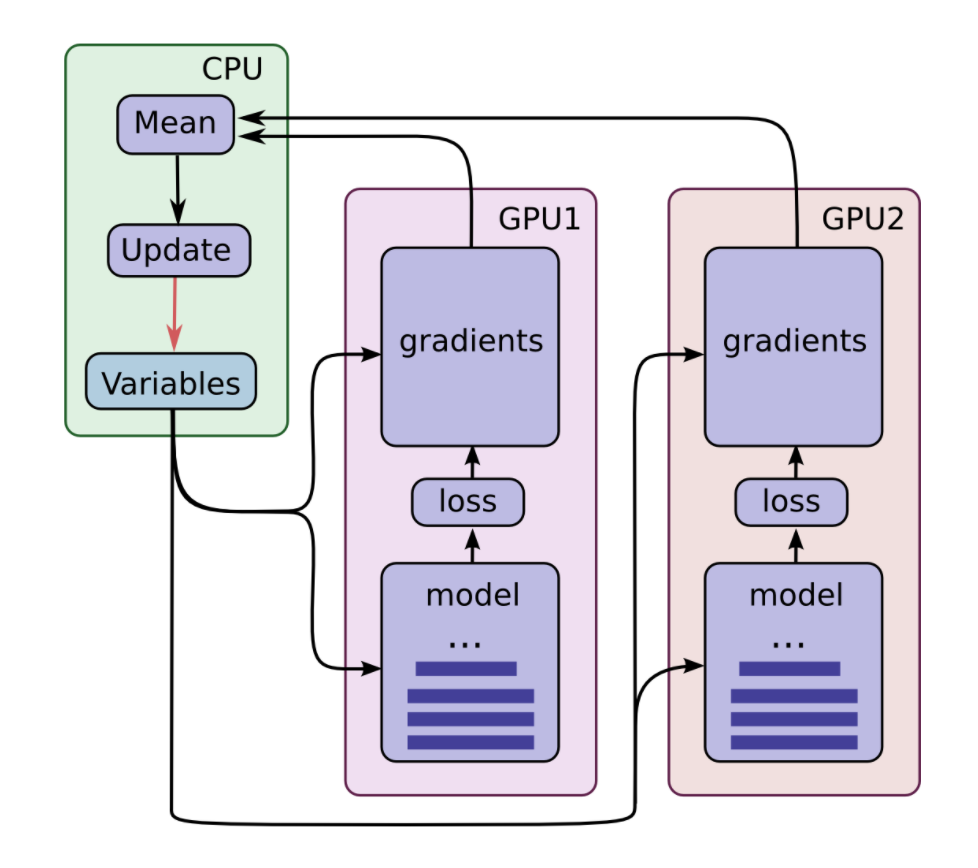 CPU
Mean
Update
Variables
GPU1
gradients
loss
model
...
GPU2
gradients
loss
model
...